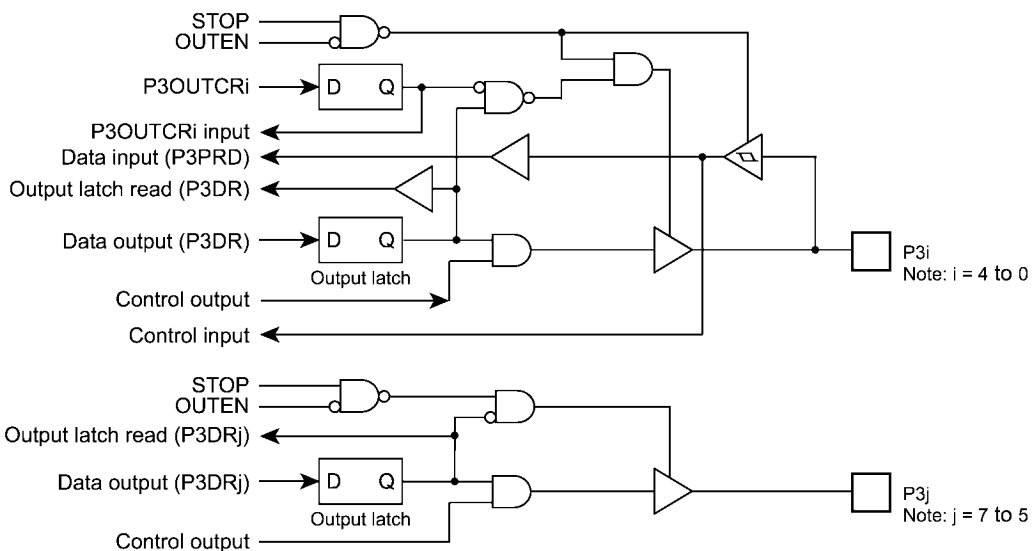 STOP
OUTEN
P3OUTCRi
D Q
P3OUTCRi input
Data input (P3PRD)
Output latch read (P3DR)
Data output (P3DR)
D Q
Output latch
P3i
Note: i = 4 to 0
Control output
Control input
STOP
OUTEN
Output latch read (P3DRj)
Data output (P3DRj)
D Q
Output latch
P3j
Note: j = 7 to 5
Control output